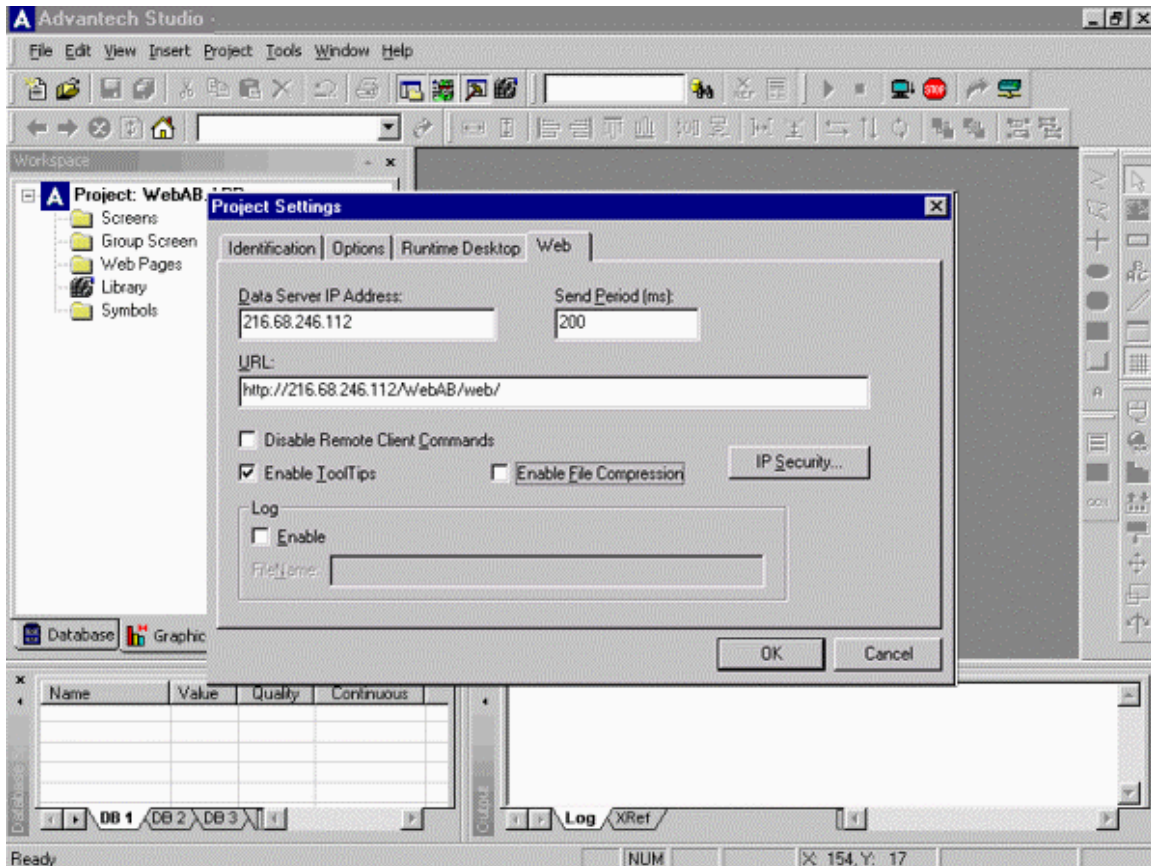 Advantech Studio -
File Edit View Insert Project Tools Window Help
Workspace
Project: WebAB.APP
Screens
Group Screen
Web Pages
Library
Symbols
Database
Graphic
Project Settings
Identification
Options
Runtime Desktop
Web
Data Server IP Address:
216.68.246.112
Send Period (ms):
200
URL:
http://216.68.246.112/WebAB/web/
Disable Remote Client Commands
Enable ToolTips
Enable File Compression
IP Security...
Log
Enable
FileName:
OK
Cancel
Name Value Quality Continuous
DB 1 DB 2 DB 3
Database
Output
Log XRef
Ready
NUM
X: 154, Y: 17